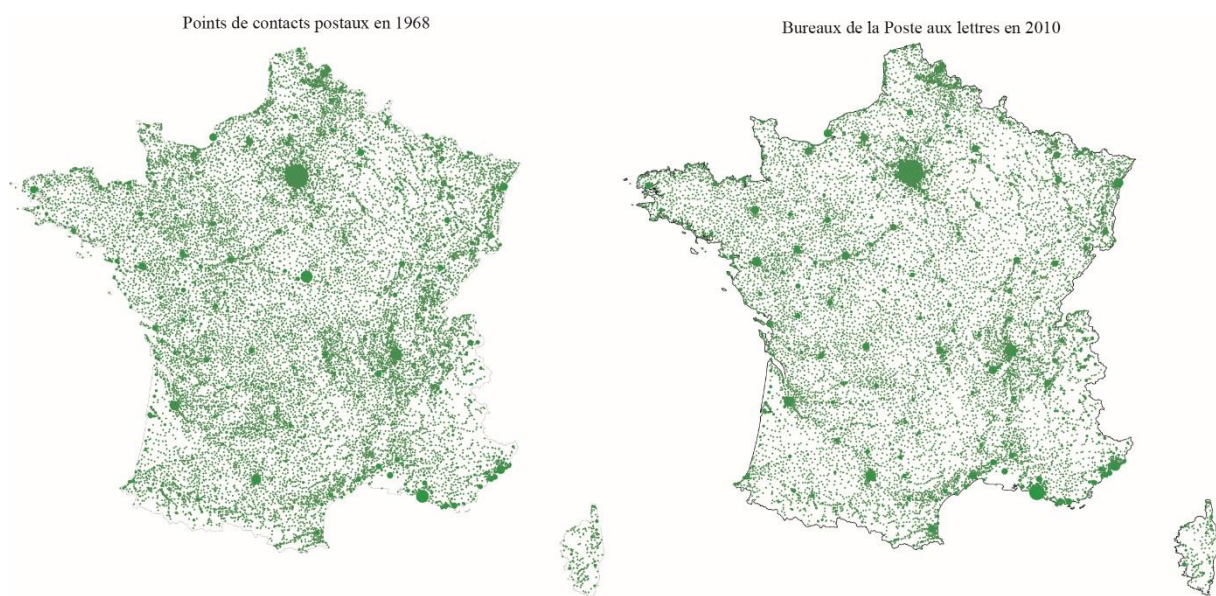 Points de contacts postaux en 1968
Bureaux de la Poste aux lettres en 2010